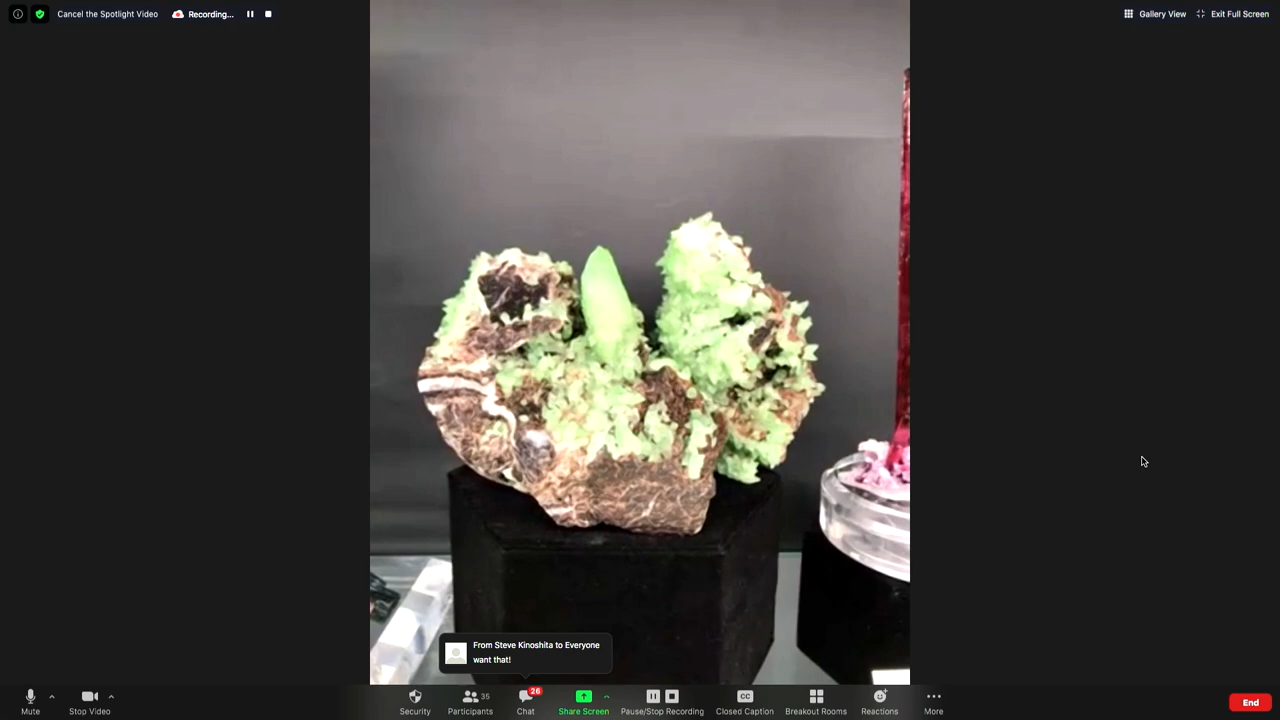 Cancel the Spotlight Video
Recording...
Gallery View
Exit Full Screen
From Steve Kinoshita to Everyone
want that!
Mute
Stop Video
Security
Participants
35
Chat
26
Share Screen
Pause/Stop Recording
CC
Closed Caption
Breakout Rooms
Reactions
More
End